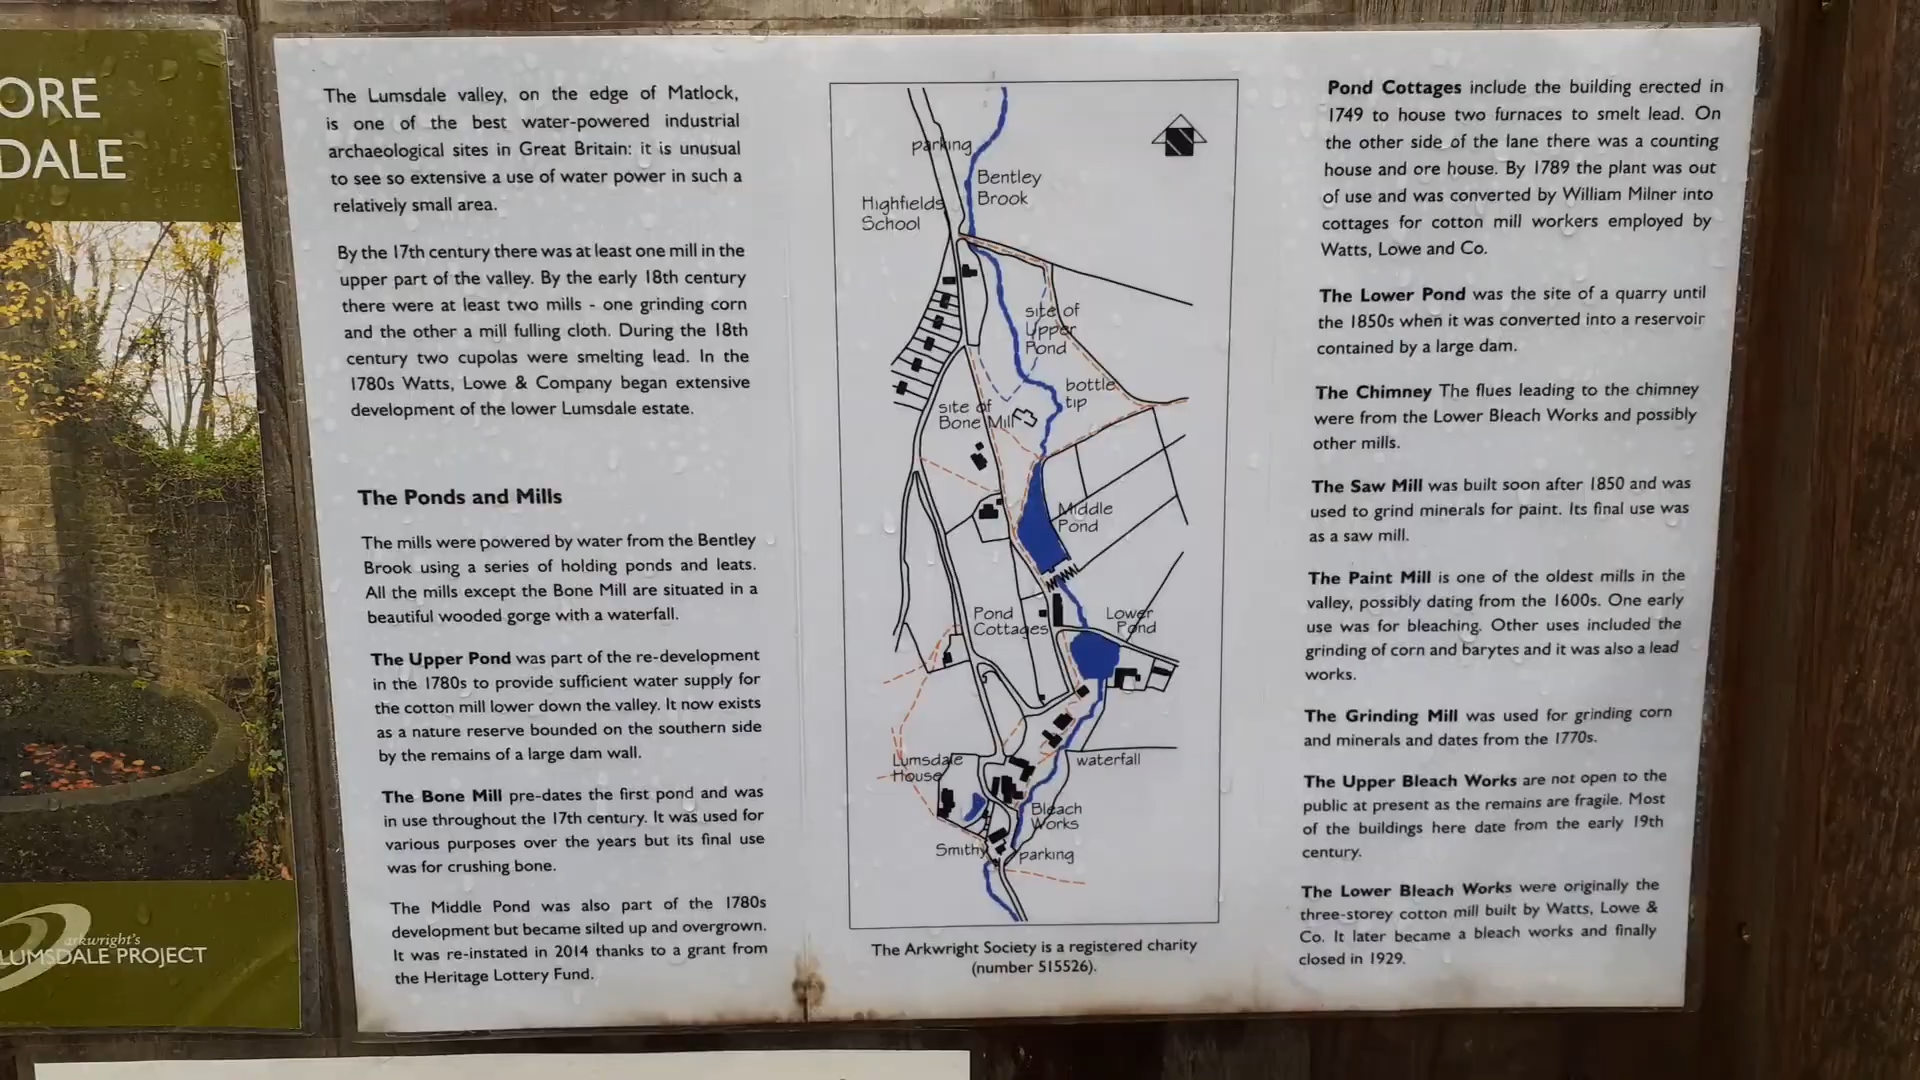 ORE
DALE
arkwright's
LUMSDALE PROJECT
The Lumsdale valley, on the edge of Matlock,
is one of the best water-powered industrial
archaeological sites in Great Britain: it is unusual
to see so extensive a use of water power in such a
relatively small area.
By the 17th century there was at least one mill in the
upper part of the valley. By the early 18th century
there were at least two mills - one grinding corn
and the other a mill fulling cloth. During the 18th
century two cupolas were smelting lead. In the
1780s Watts, Lowe & Company began extensive
development of the lower Lumsdale estate.
The Ponds and Mills
The mills were powered by water from the Bentley
Brook using a series of holding ponds and leats.
All the mills except the Bone Mill are situated in a
beautiful wooded gorge with a waterfall.
The Upper Pond was part of the re-development
in the 1780s to provide sufficient water supply for
the cotton mill lower down the valley. It now exists
as a nature reserve bounded on the southern side
by the remains of a large dam wall.
The Bone Mill pre-dates the first pond and was
in use throughout the 17th century. It was used for
various purposes over the years but its final use
was for crushing bone.
The Middle Pond was also part of the 1780s
development but became silted up and overgrown.
It was re-instated in 2014 thanks to a grant from
the Heritage Lottery Fund.
parking
Bentley
Brook
Highfields
School
site of
Upper
Pond
bottle
tip
site of
Bone Mill
Middle
Pond
Pond
Cottages
Lower
Pond
Lumsdale
House
waterfall
Bleach
Works
Smithy
parking
The Arkwright Society is a registered charity
(number 515526).
Pond Cottages include the building erected in
1749 to house two furnaces to smelt lead. On
the other side of the lane there was a counting
house and ore house. By 1789 the plant was out
of use and was converted by William Milner into
cottages for cotton mill workers employed by
Watts, Lowe and Co.
The Lower Pond was the site of a quarry until
the 1850s when it was converted into a reservoir
contained by a large dam.
The Chimney The flues leading to the chimney
were from the Lower Bleach Works and possibly
other mills.
The Saw Mill was built soon after 1850 and was
used to grind minerals for paint. Its final use was
as a saw mill.
The Paint Mill is one of the oldest mills in the
valley, possibly dating from the 1600s. One early
use was for bleaching. Other uses included the
grinding of corn and barytes and it was also a lead
works.
The Grinding Mill was used for grinding corn
and minerals and dates from the 1770s.
The Upper Bleach Works are not open to the
public at present as the remains are fragile. Most
of the buildings here date from the early 19th
century.
The Lower Bleach Works were originally the
three-storey cotton mill built by Watts, Lowe &
Co. It later became a bleach works and finally
closed in 1929.